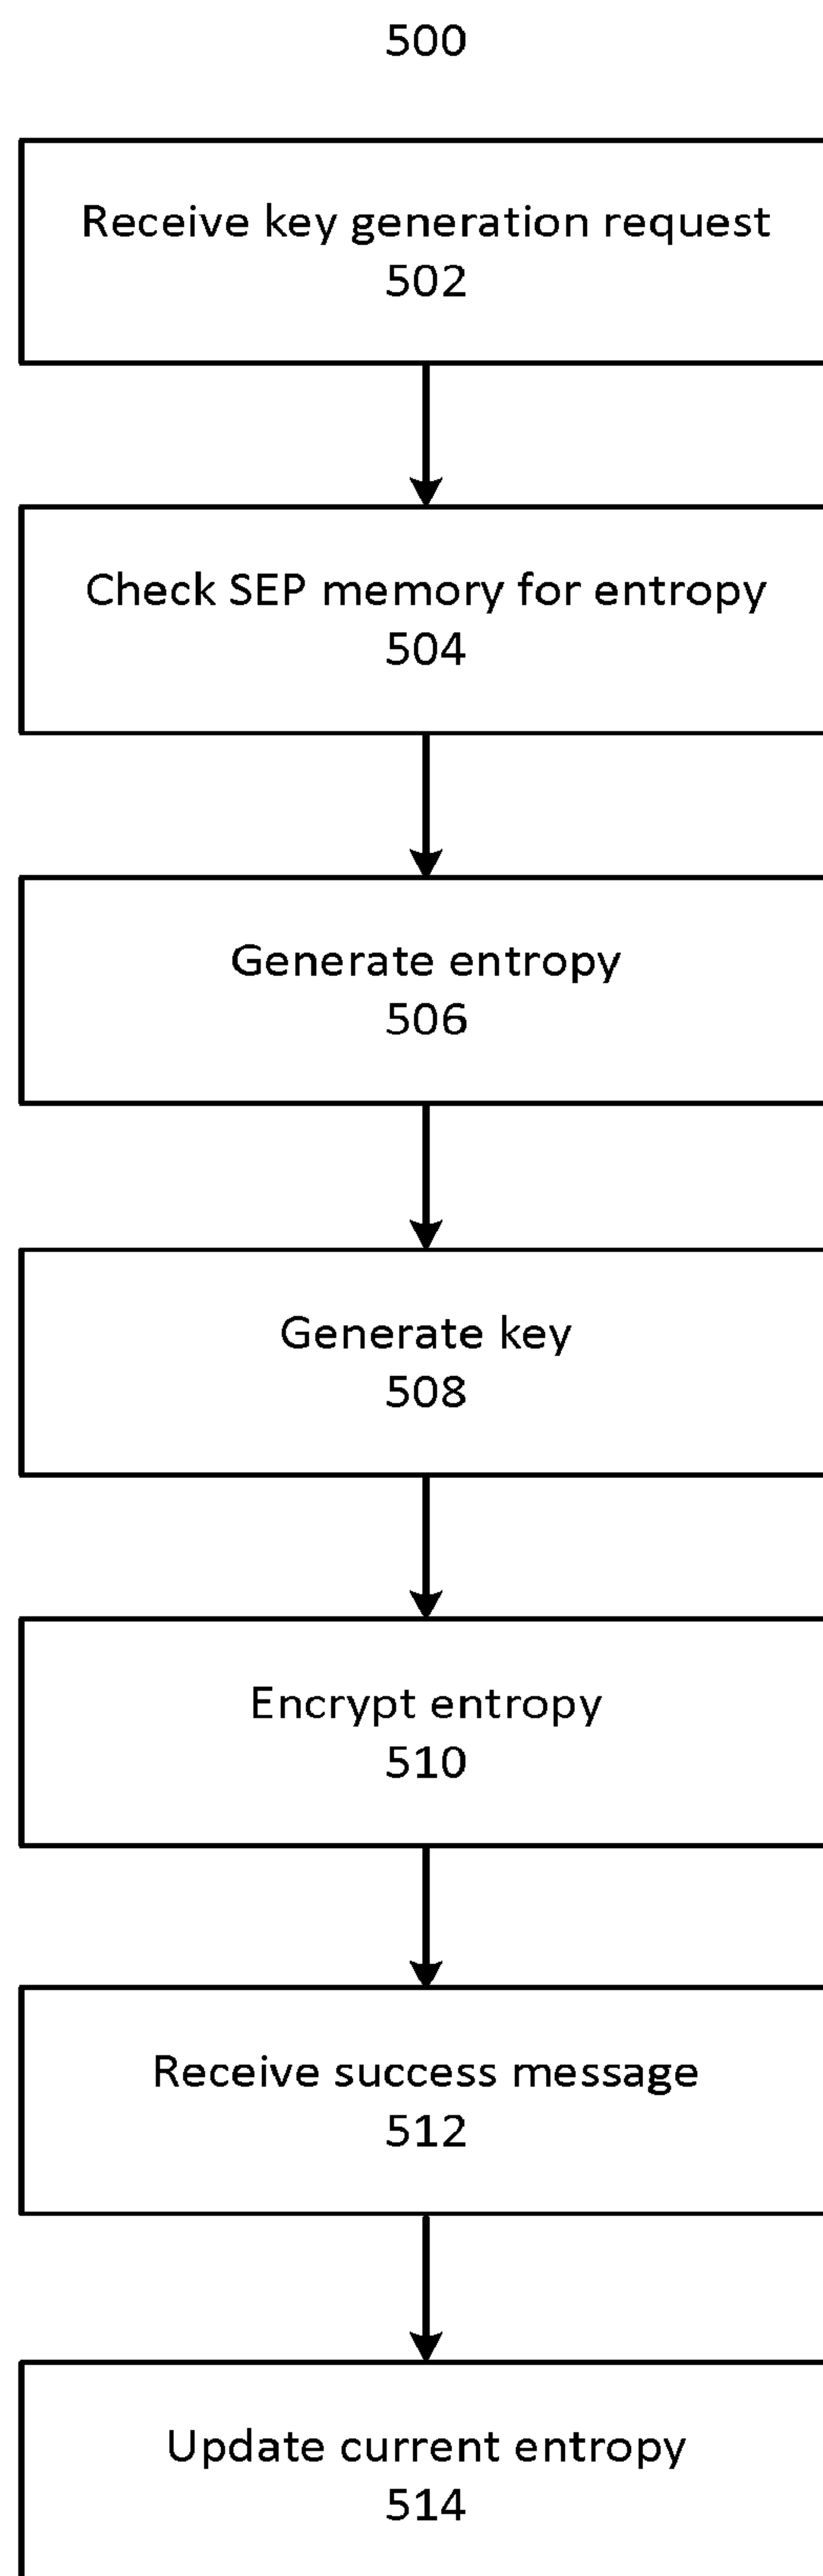 500
Receive key generation request
502
Check SEP memory for entropy
504
Generate entropy
506
Generate key
508
Encrypt entropy
510
Receive success message
512
Update current entropy
514